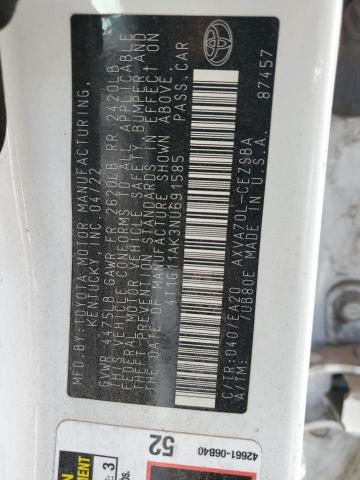 MFD. BY: TOYOTA MOTOR MANUFACTURING,
KENTUCKY, INC. 04/22
GVWR 4475LB GAWR FR 2620LB RR 2420LB
THIS VEHICLE CONFORMS TO ALL APPLICABLE
FEDERAL MOTOR VEHICLE SAFETY, BUMPER AND
THEFT PREVENTION STANDARDS IN EFFECT ON
THE DATE OF MANUFACTURE SHOWN ABOVE.
4T1G11AK3NU691585 PASS.CAR
C/TR:040/EA20 AXVA70L-CEZSBA
A/TM: 70B80E MADE IN U.S.A. 87457
42661-06B40
52
3